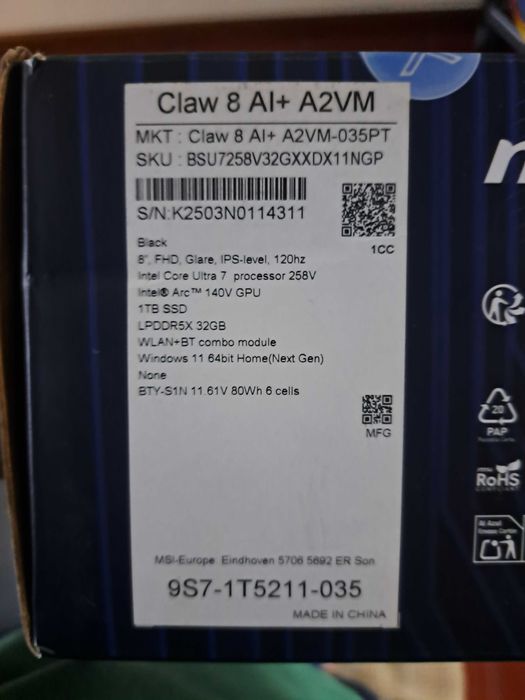 Claw 8 AI+ A2VM
MKT : Claw 8 AI+ A2VM-035PT
SKU : BSU7258V32GXXDX11NGP
S/N:K2503N0114311
1CC
Black
8", FHD, Glare, IPS-level, 120hz
Intel Core Ultra 7 processor 258V
Intel® Arc™ 140V GPU
1TB SSD
LPDDR5X 32GB
WLAN+BT combo module
Windows 11 64bit Home(Next Gen)
None
BTY-S1N 11.61V 80Wh 6 cells
MFG
MSI-Europe: Eindhoven 5706 5692 ER Son
9S7-1T5211-035
MADE IN CHINA
20
PAP
RoHS